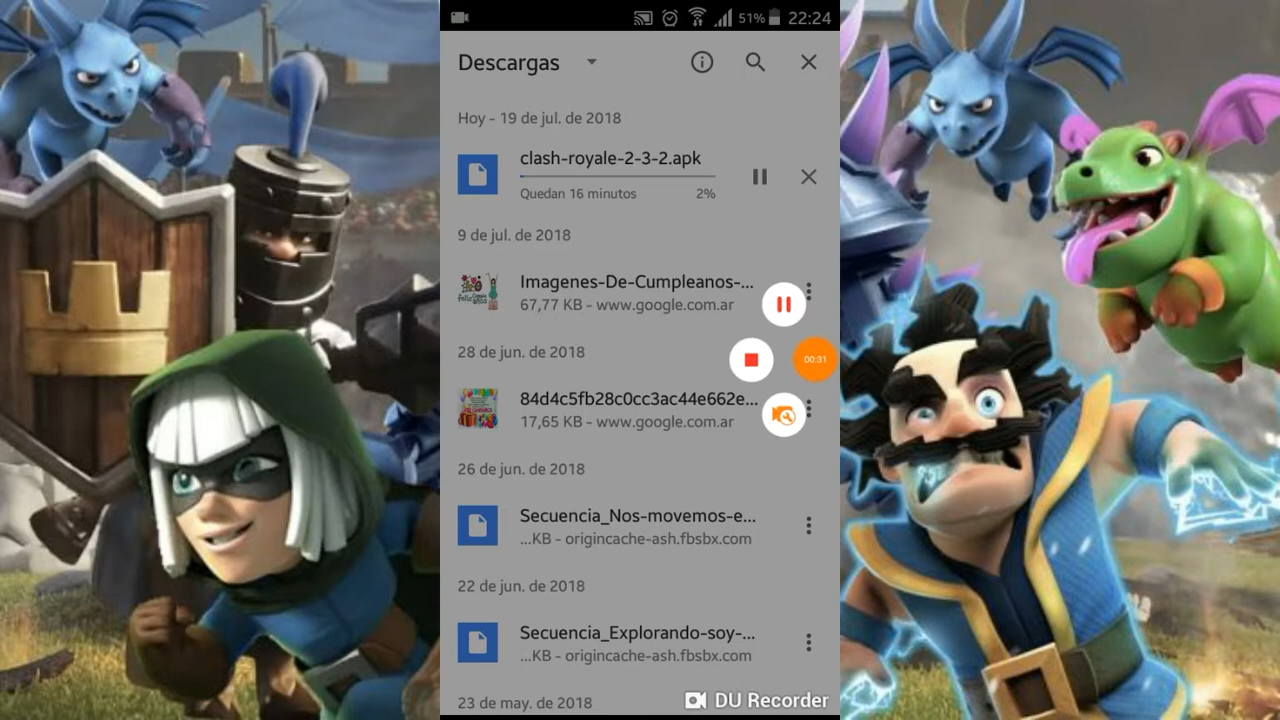 51% 22:24
Descargas
Hoy - 19 de jul. de 2018
clash-royale-2-3-2.apk
Quedan 16 minutos 2%
9 de jul. de 2018
Imagenes-De-Cumpleanos-...
67,77 KB - www.google.com.ar
28 de jun. de 2018
00:31
84d4c5fb28c0cc3ac44e662e...
17,65 KB - www.google.com.ar
26 de jun. de 2018
Secuencia_Nos-movemos-e...
...KB - origincache-ash.fbsbx.com
22 de jun. de 2018
Secuencia_Explorando-soy-...
...KB - origincache-ash.fbsbx.com
23 de may. de 2018
DU Recorder